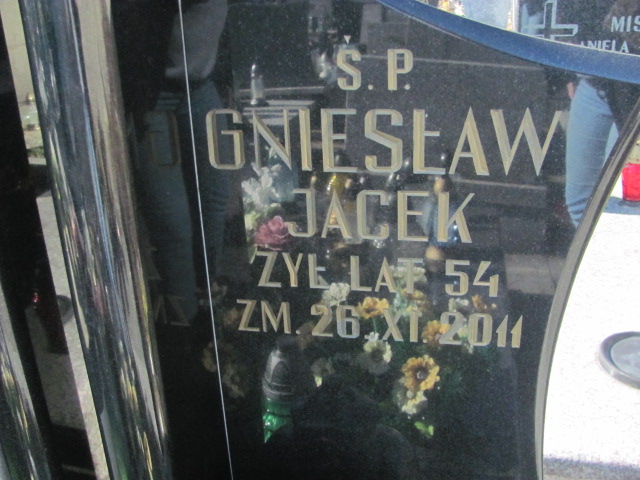 Ś. P.
GNIESŁAW
JACEK
ŻYŁ LAT 54
ZM. 26 XI 2011